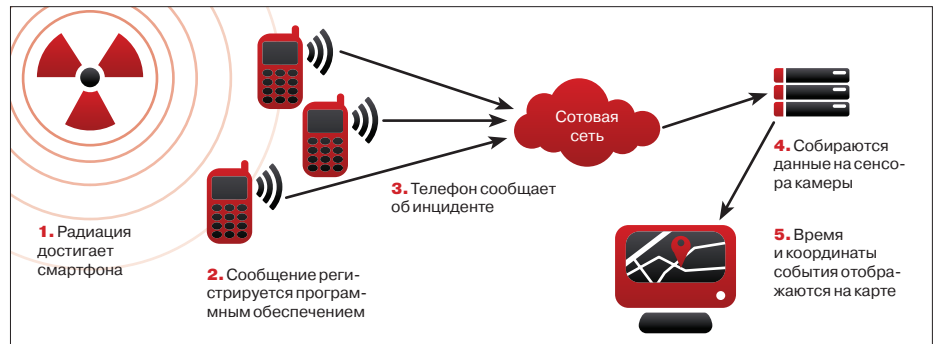 1. Радиация
достигает
смартфона
2. Сообщение реги-
стрируется програм-
мным обеспечением
3. Телефон сообщает
об инциденте
Сотовая
сеть
4. Собираются
данные на сенсо-
ра камеры
5. Время
и координаты
события отобра-
жаются на карте